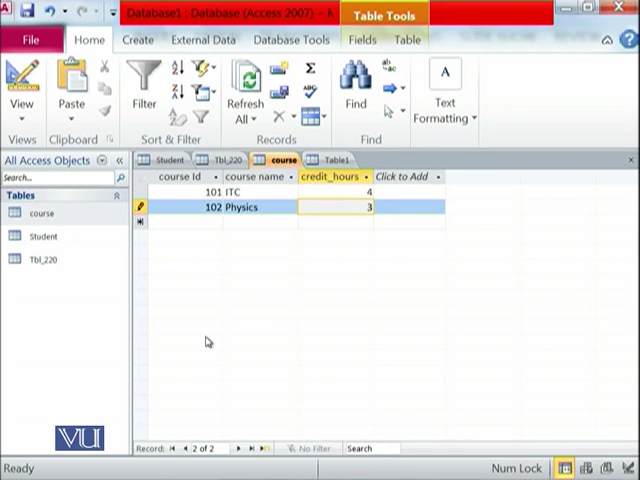 Database1 : Database (Access 2007) -
Table Tools
File
Home
Create
External Data
Database Tools
Fields
Table
View
Paste
Filter
Refresh
All
Find
A
Text
Formatting
Views
Clipboard
Sort & Filter
Records
Find
All Access Objects
Search...
Tables
course
Student
Tbl_220
Student
Tbl_220
course
Table1
course Id
course name
credit_hours
Click to Add
101 ITC 4
102 Physics 3
VU
Record:
2 of 2
No Filter
Search
Ready
Num Lock